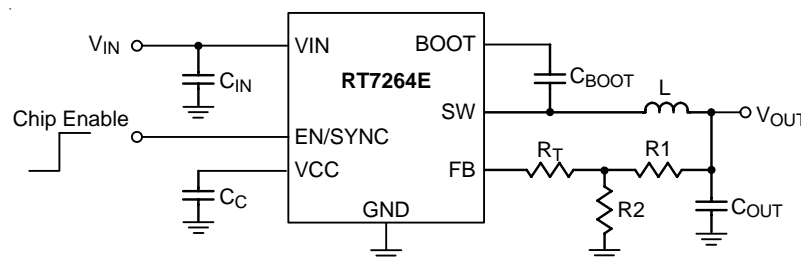 VIN
VIN
BOOT
RT7264E
CIN
CBOOT
L
Chip Enable
SW
VOUT
EN/SYNC
VCC
FB
RT
R1
CC
GND
R2
COUT